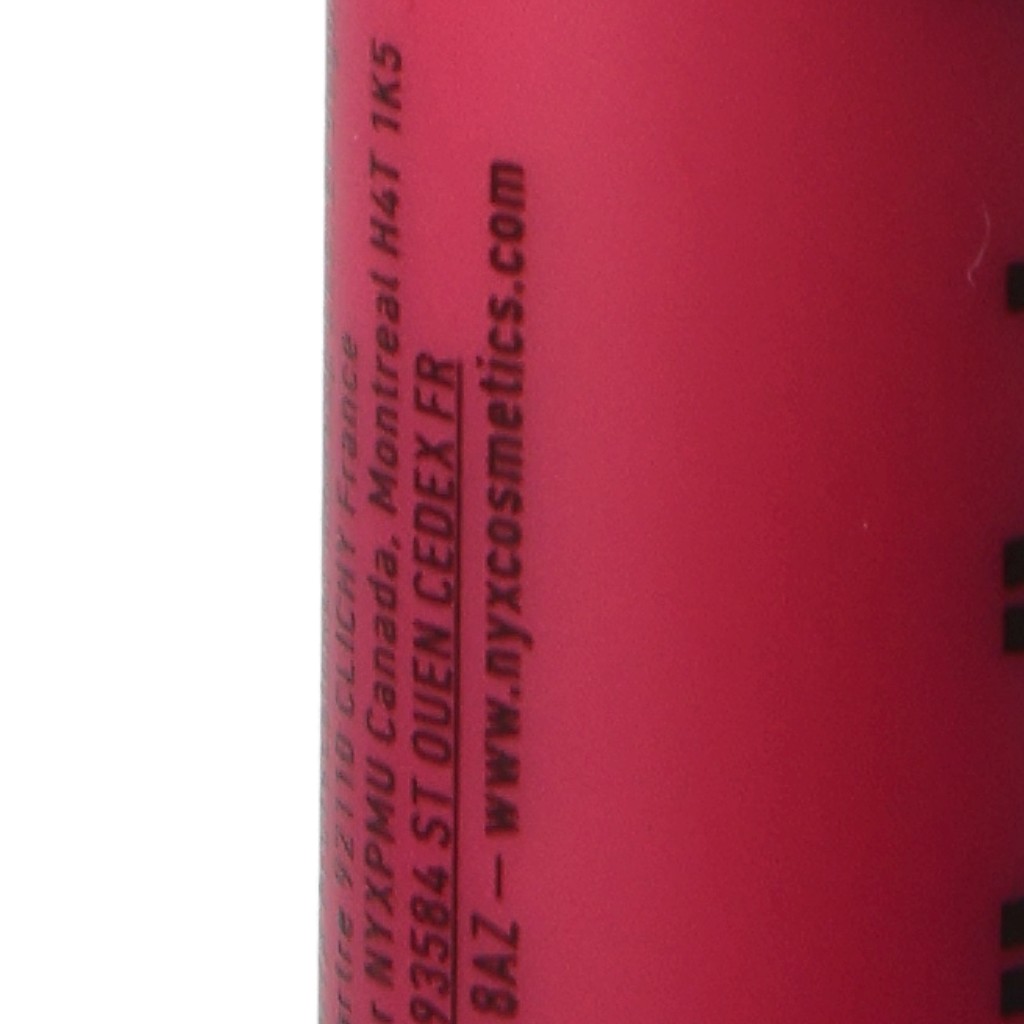 92110 CLICHY France
r NYXPMU Canada, Montreal H4T 1K5
93584 ST OUEN CEDEX FR
8AZ – www.nyxcosmetics.com